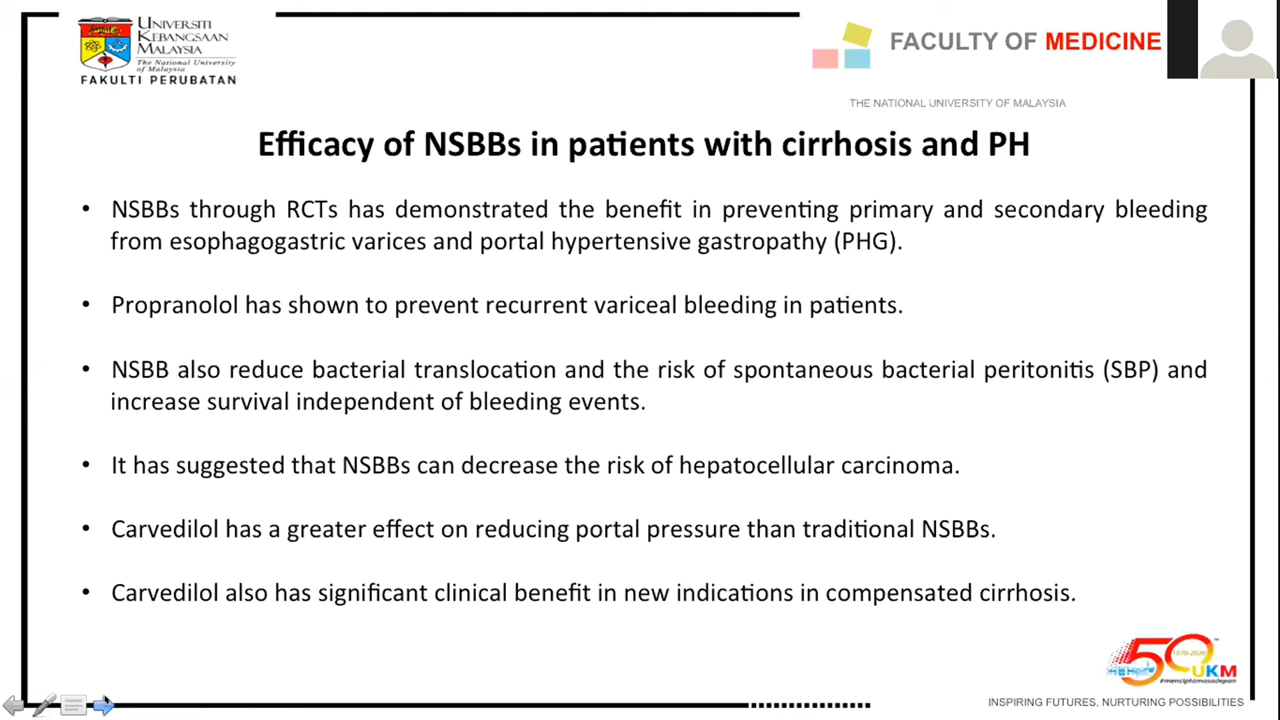 UNIVERSITI
KEBANGSAAN
MALAYSIA
The National University
of Malaysia
FAKULTI PERUBATAN
FACULTY OF MEDICINE
THE NATIONAL UNIVERSITY OF MALAYSIA
Efficacy of NSBBs in patients with cirrhosis and PH
• NSBBs through RCTs has demonstrated the benefit in preventing primary and secondary bleeding
from esophagogastric varices and portal hypertensive gastropathy (PHG).
• Propranolol has shown to prevent recurrent variceal bleeding in patients.
• NSBB also reduce bacterial translocation and the risk of spontaneous bacterial peritonitis (SBP) and
increase survival independent of bleeding events.
• It has suggested that NSBBs can decrease the risk of hepatocellular carcinoma.
• Carvedilol has a greater effect on reducing portal pressure than traditional NSBBs.
• Carvedilol also has significant clinical benefit in new indications in compensated cirrhosis.
50
1970-2020
UKM
#menciptamasadepan
INSPIRING FUTURES, NURTURING POSSIBILITIES